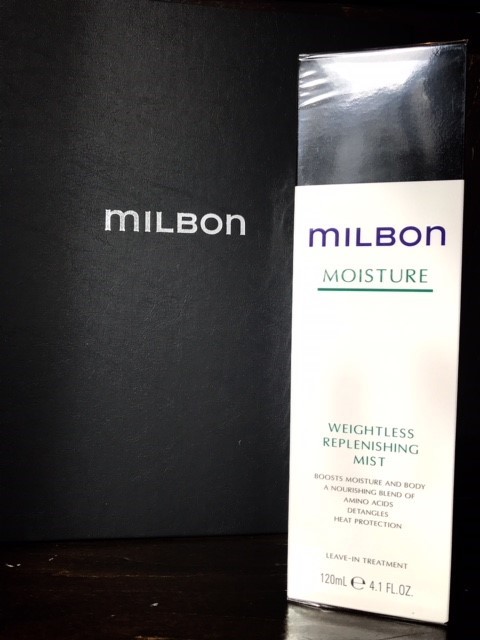 MILBON
MILBON
MOISTURE
WEIGHTLESS
REPLENISHING
MIST
BOOSTS MOISTURE AND BODY
A NOURISHING BLEND OF
AMINO ACIDS
DETANGLES
HEAT PROTECTION
LEAVE-IN TREATMENT
120mL ℮ 4.1 FL.OZ.